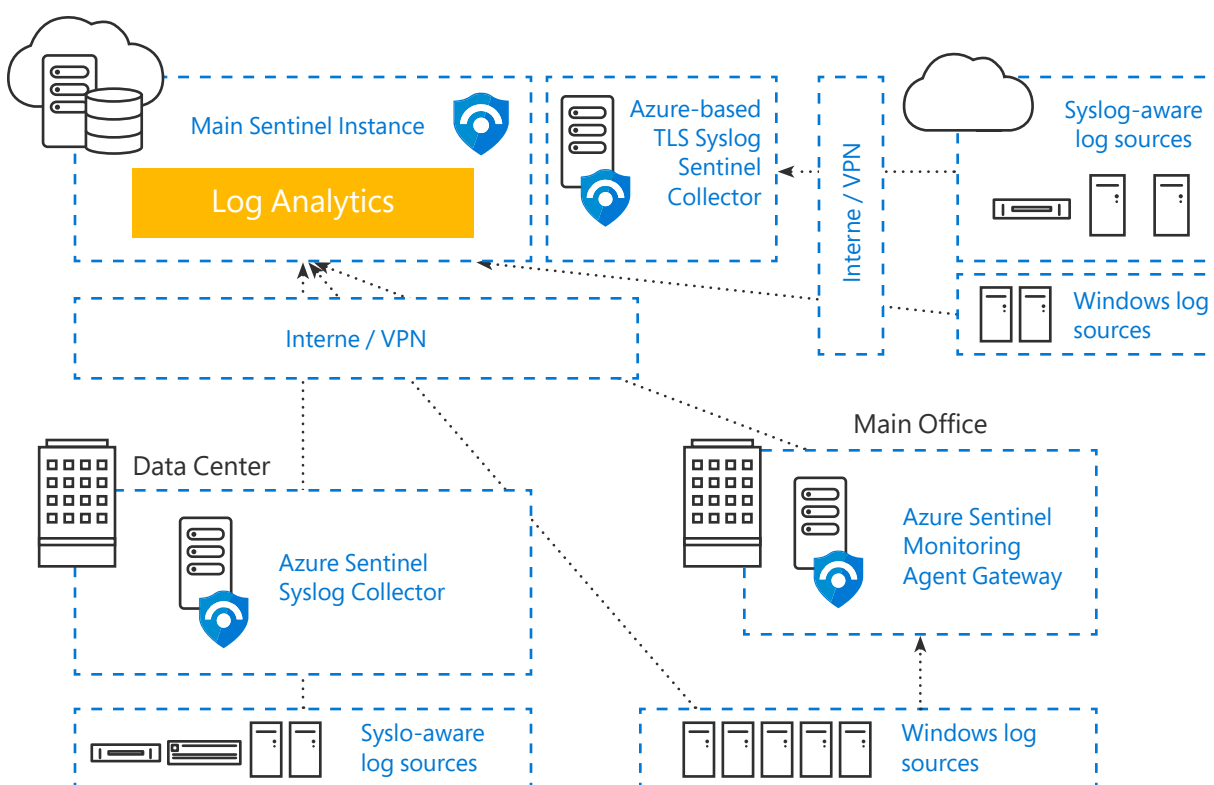 Main Sentinel Instance
Log Analytics
Azure-based
TLS Syslog
Sentinel
Collector
Interne / VPN
Syslog-aware
log sources
Windows log
sources
Interne / VPN
Data Center
Azure Sentinel
Syslog Collector
Main Office
Azure Sentinel
Monitoring
Agent Gateway
Syslo-aware
log sources
Windows log
sources